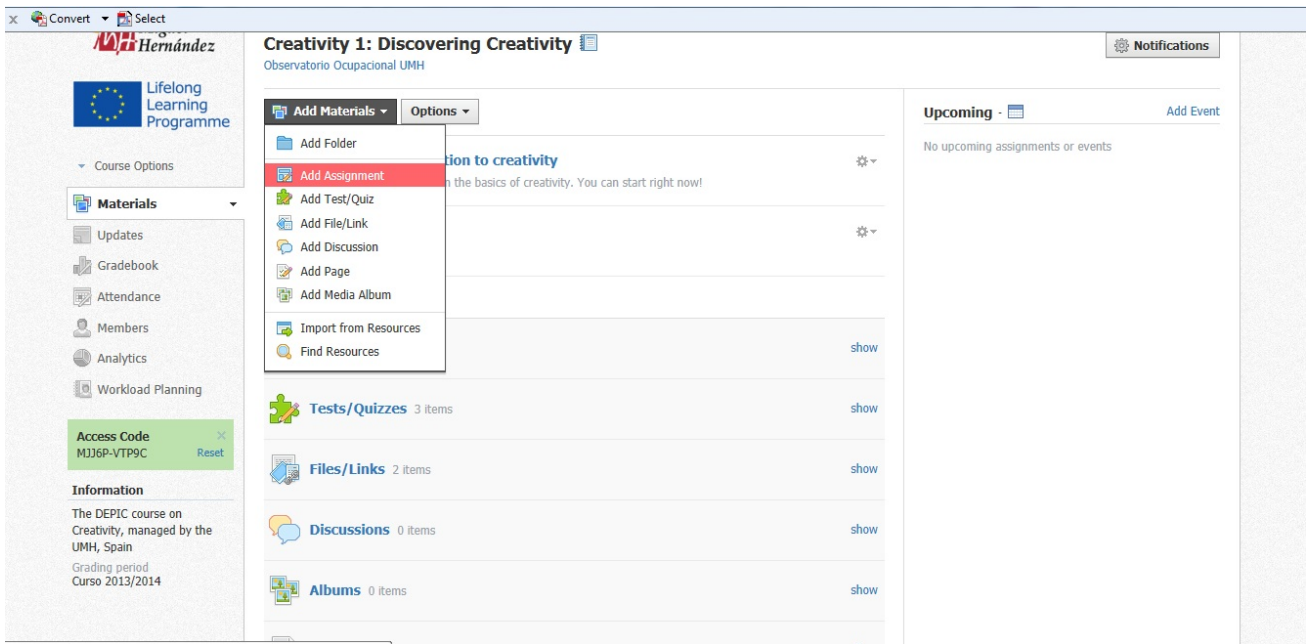 x Convert Select
Hernández
Creativity 1: Discovering Creativity
Notifications
Observatorio Ocupacional UMH
Lifelong
Learning
Programme
Add Materials Options
Upcoming - Add Event
No upcoming assignments or events
Add Folder
Add Assignment
Add Test/Quiz
Add File/Link
Add Discussion
Add Page
Add Media Album
Import from Resources
Find Resources
tion to creativity
the basics of creativity. You can start right now!
Course Options
Materials
Updates
Gradebook
Attendance
Members
Analytics
Workload Planning
show
Tests/Quizzes 3 items show
Files/Links 2 items show
Discussions 0 items show
Albums 0 items show
Access Code x
MJJ6P-VTP9C Reset
Information
The DEPIC course on
Creativity, managed by the
UMH, Spain
Grading period
Curso 2013/2014